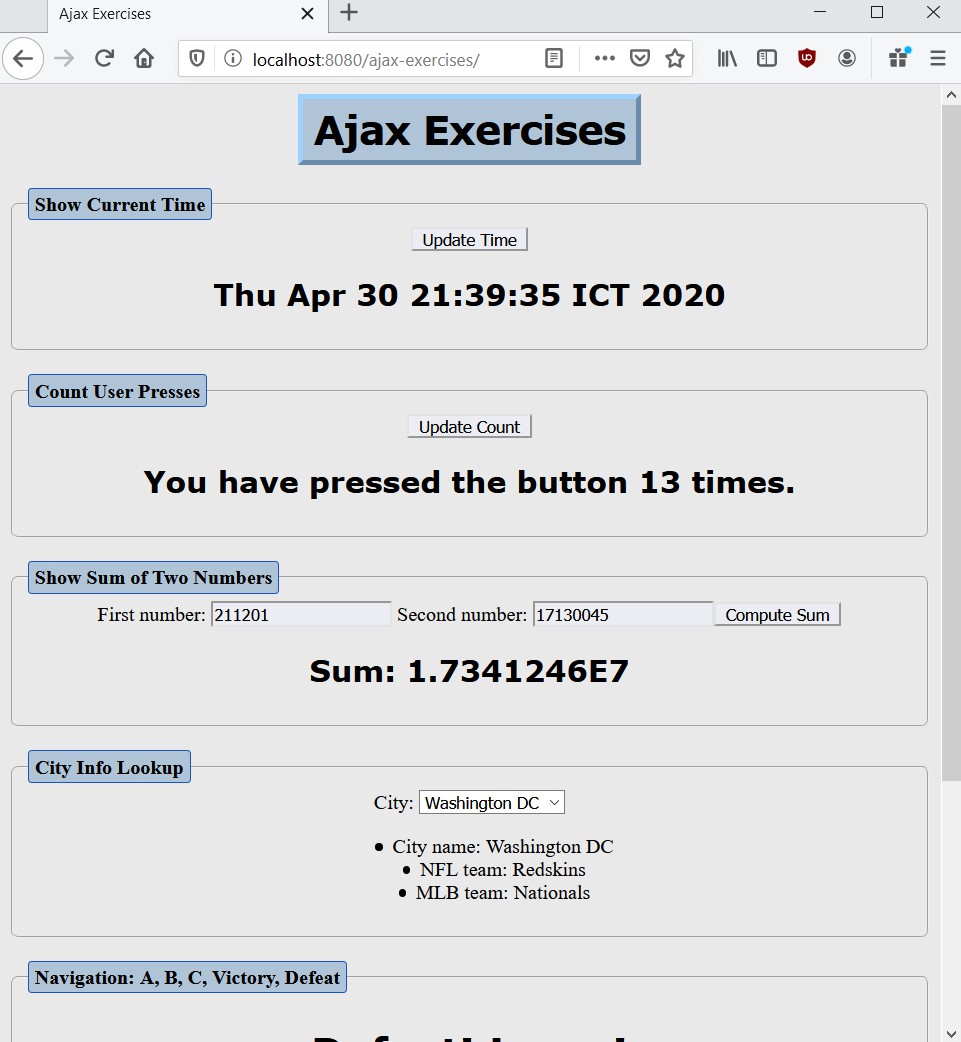 Ajax Exercises
localhost:8080/ajax-exercises/
Ajax Exercises
Show Current Time
Update Time
Thu Apr 30 21:39:35 ICT 2020
Count User Presses
Update Count
You have pressed the button 13 times.
Show Sum of Two Numbers
First number: 211201 Second number: 17130045 Compute Sum
Sum: 1.7341246E7
City Info Lookup
City: Washington DC
City name: Washington DC
NFL team: Redskins
MLB team: Nationals
Navigation: A, B, C, Victory, Defeat